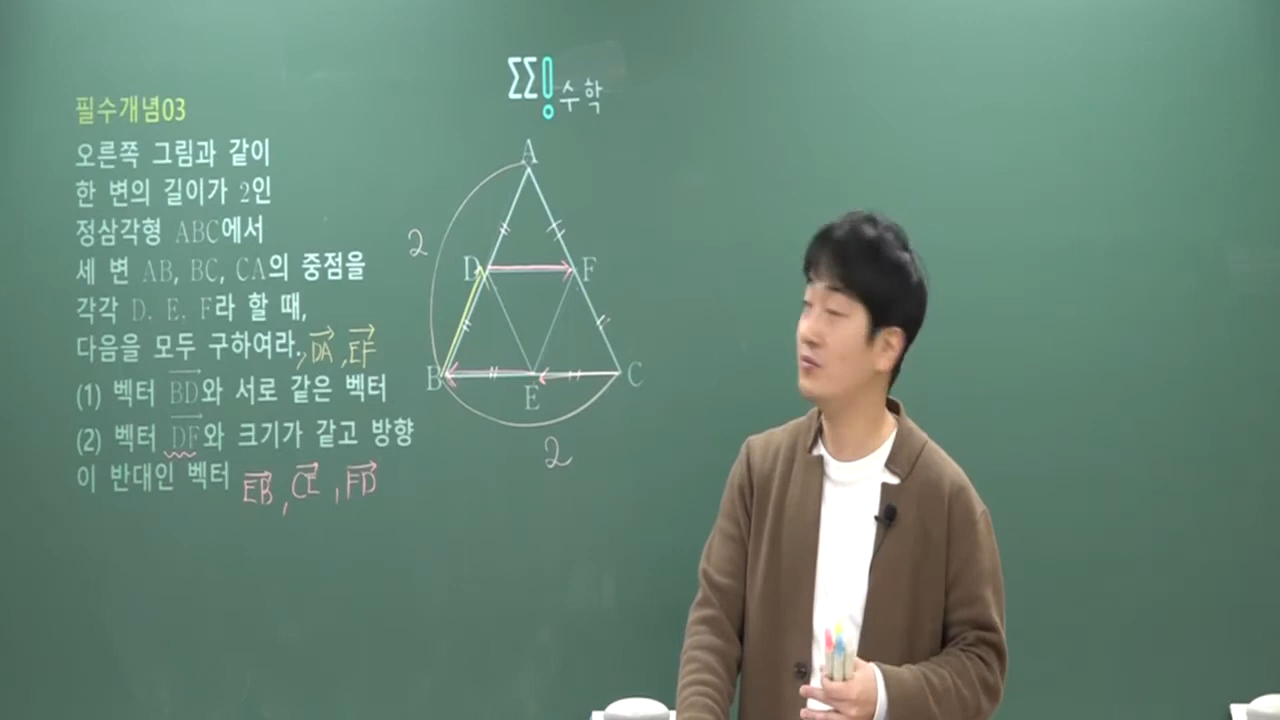 ΣΣ! 수학
필수개념03
오른쪽 그림과 같이
한 변의 길이가 2인
정삼각형 ABC에서
세 변 AB, BC, CA의 중점을
각각 D, E, F라 할 때,
다음을 모두 구하여라. , DA , EF
(1) 벡터 BD와 서로 같은 벡터
(2) 벡터 DF와 크기가 같고 방향
이 반대인 벡터 EB , CE , FD
A
2
D F
B C
E
2